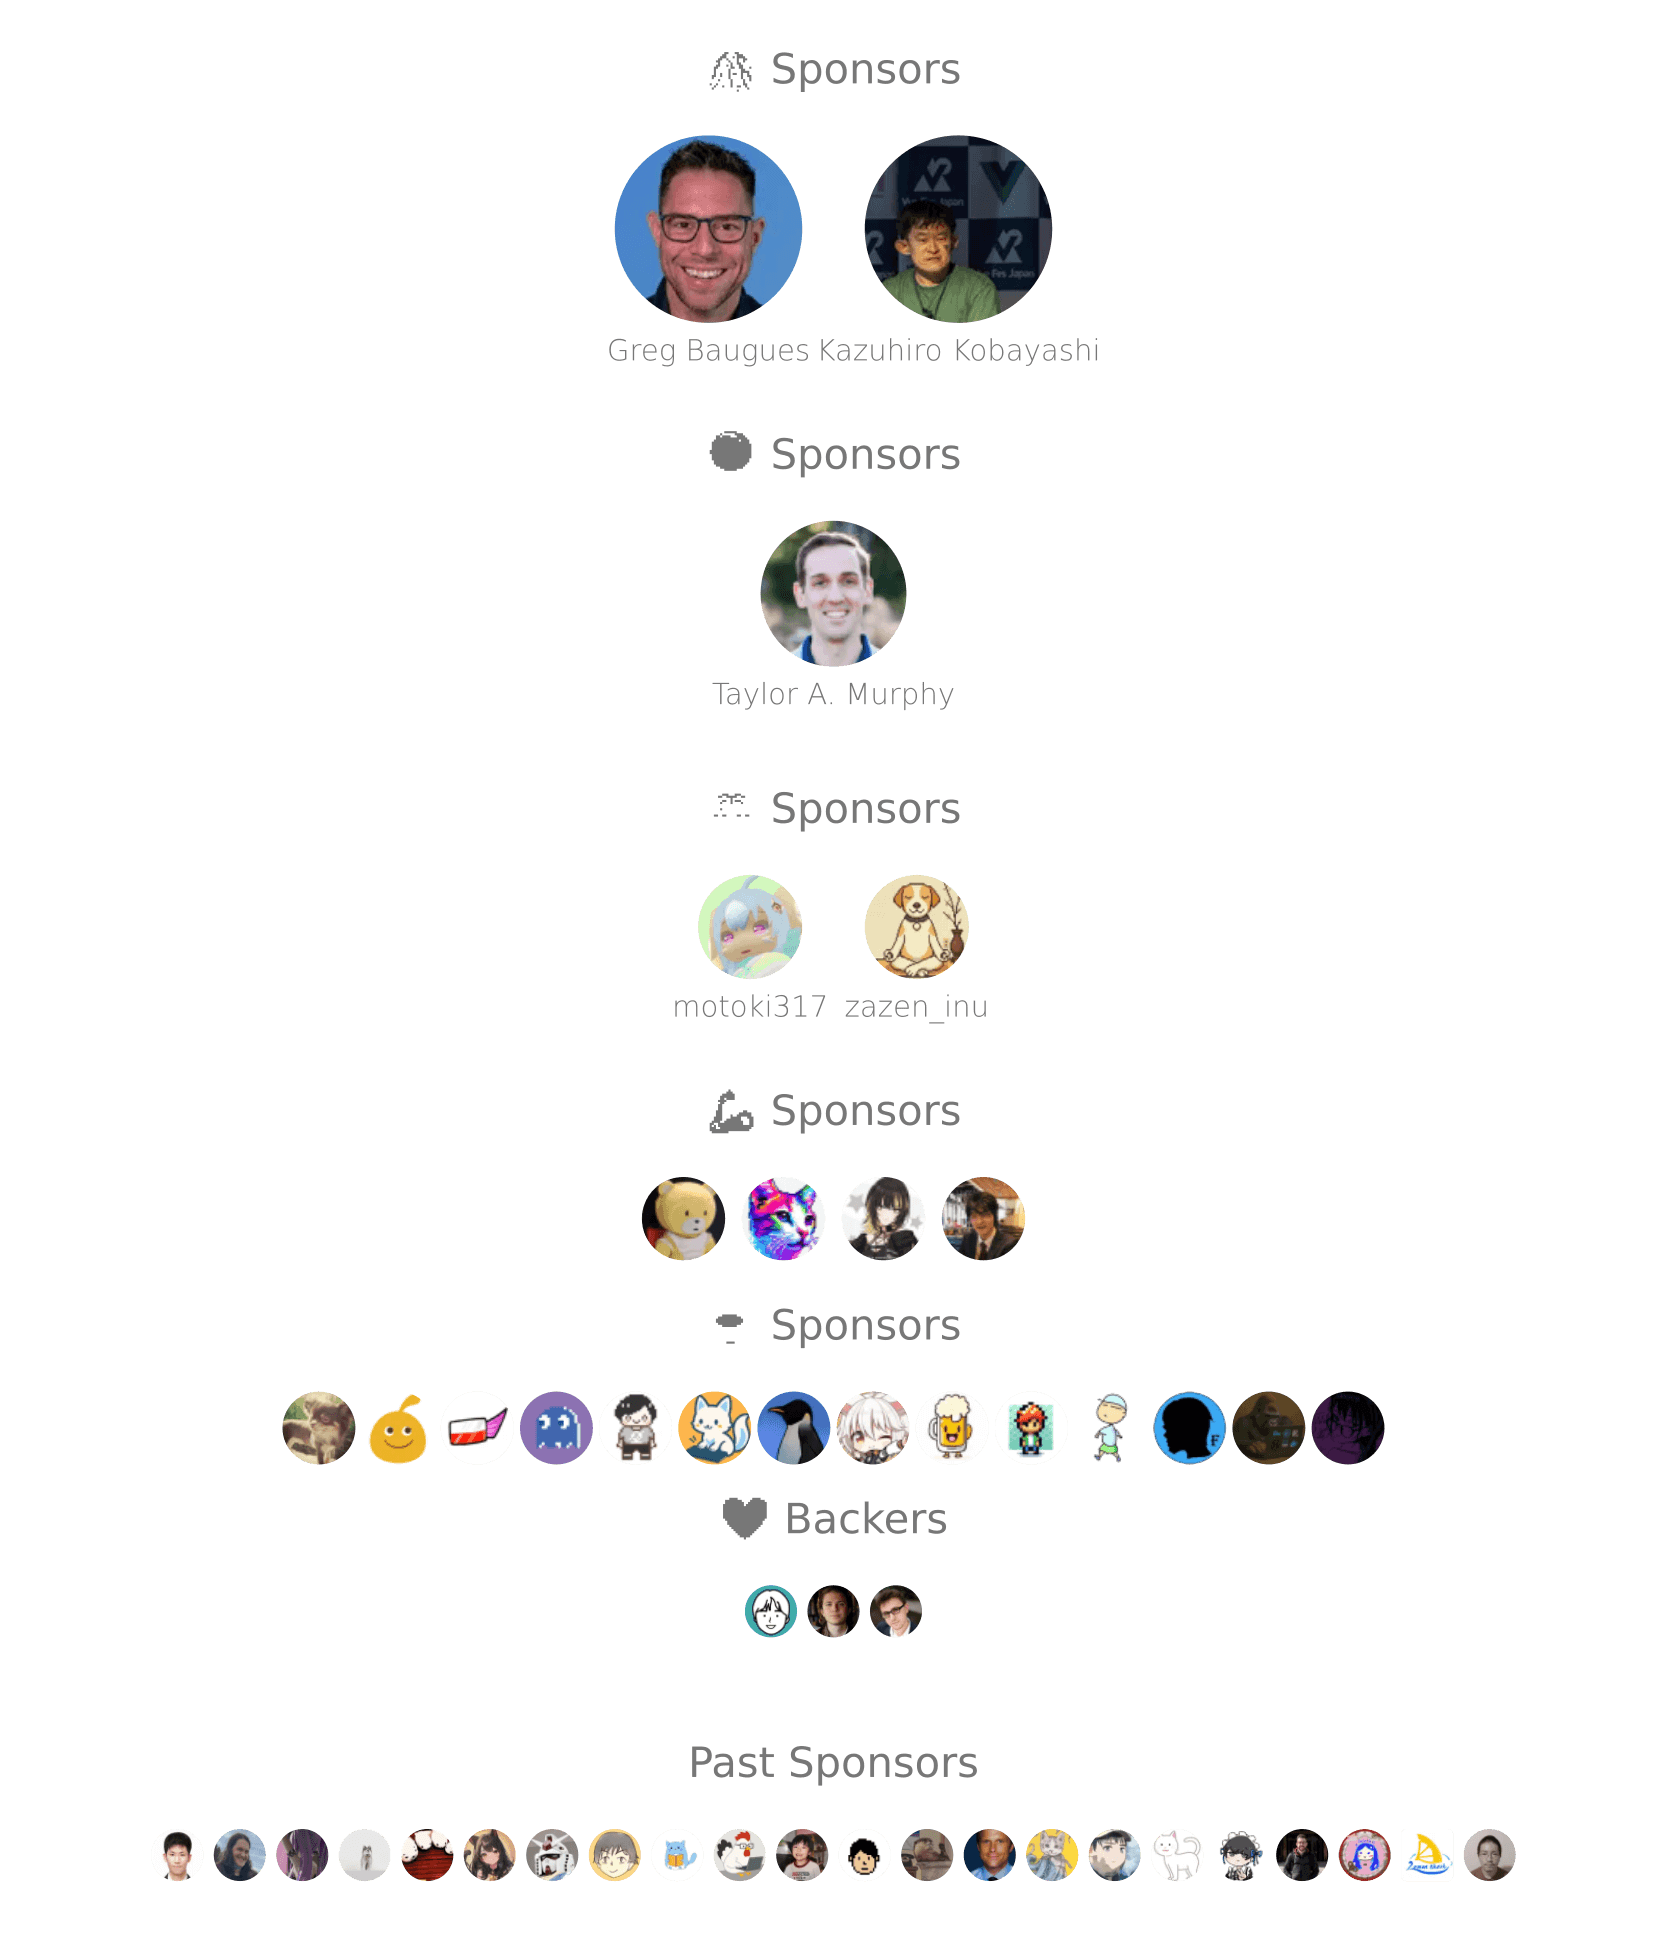 Sponsors
Greg Baugues Kazuhiro Kobayashi
Sponsors
Taylor A. Murphy
Sponsors
motoki317 zazen_inu
Sponsors
Sponsors
Backers
Past Sponsors